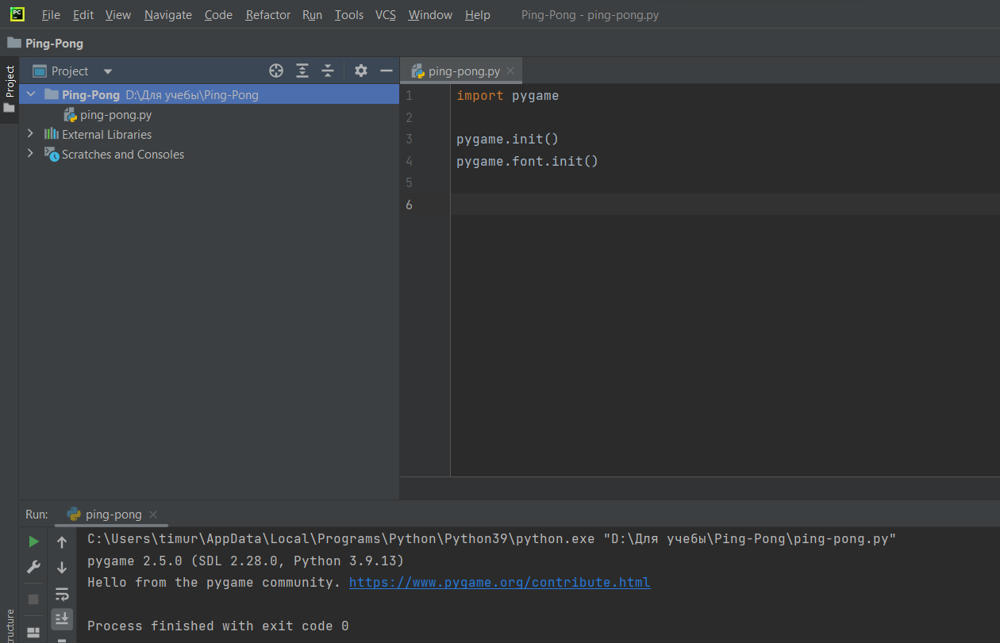 PC
File Edit View Navigate Code Refactor Run Tools VCS Window Help Ping-Pong - ping-pong.py
Ping-Pong
Project
Project
Ping-Pong D:\Для учебы\Ping-Pong
ping-pong.py
External Libraries
Scratches and Consoles
ping-pong.py
1 import pygame
2
3 pygame.init()
4 pygame.font.init()
5
6
Run: ping-pong
C:\Users\timur\AppData\Local\Programs\Python\Python39\python.exe "D:\Для учебы\Ping-Pong\ping-pong.py"
pygame 2.5.0 (SDL 2.28.0, Python 3.9.13)
Hello from the pygame community. https://www.pygame.org/contribute.html
Process finished with exit code 0
ructure